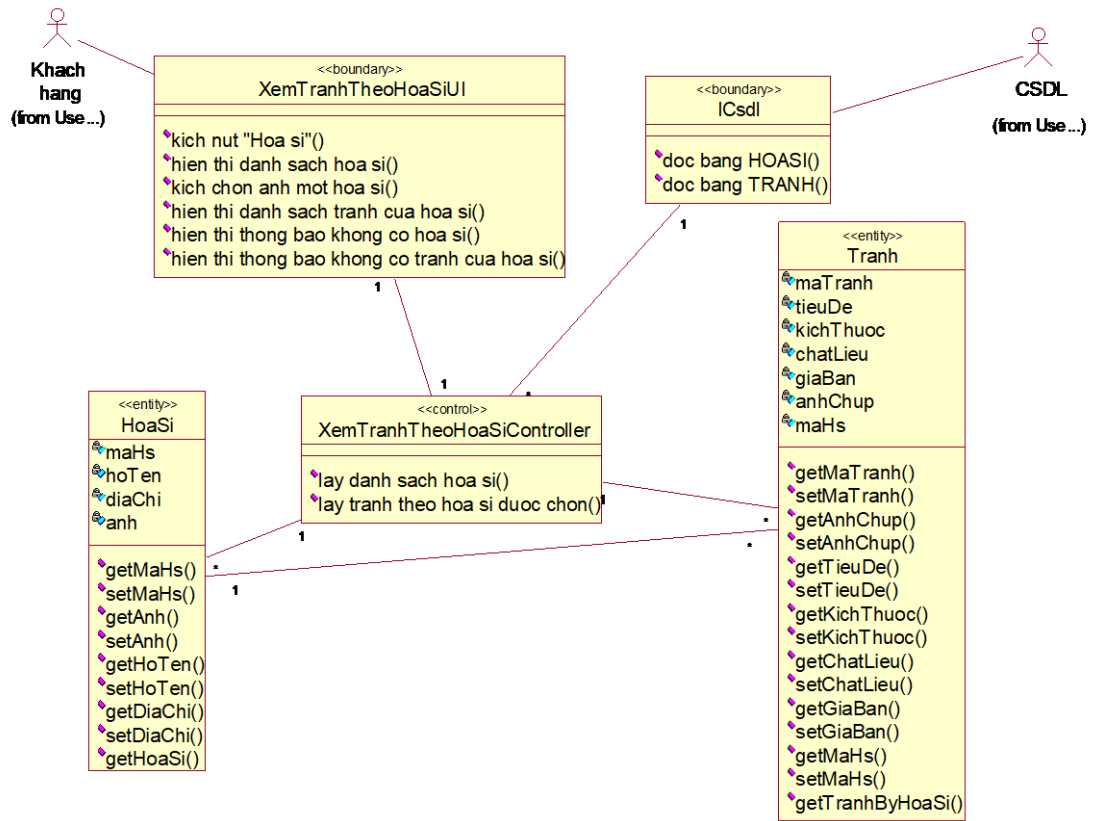 Khach
hang
(from Use ...)
<<boundary>>
XemTranhTheoHoaSiUI
kich nut "Hoa si"()
hien thi danh sach hoa si()
kich chon anh mot hoa si()
hien thi danh sach tranh cua hoa si()
hien thi thong bao khong co hoa si()
hien thi thong bao khong co tranh cua hoa si()
1
<<boundary>>
ICsdl
doc bang HOASI()
doc bang TRANH()
1
CSDL
(from Use ...)
1
*
<<control>>
XemTranhTheoHoaSiController
lay danh sach hoa si()
lay tranh theo hoa si duoc chon()
1
1
<<entity>>
HoaSi
maHs
hoTen
diaChi
anh
getMaHs()
setMaHs()
getAnh()
setAnh()
getHoTen()
setHoTen()
getDiaChi()
setDiaChi()
getHoaSi()
*
1
<<entity>>
Tranh
maTranh
tieuDe
kichThuoc
chatLieu
giaBan
anhChup
maHs
getMaTranh()
setMaTranh()
getAnhChup()
setAnhChup()
getTieuDe()
setTieuDe()
getKichThuoc()
setKichThuoc()
getChatLieu()
setChatLieu()
getGiaBan()
setGiaBan()
getMaHs()
setMaHs()
getTranhByHoaSi()
*
*